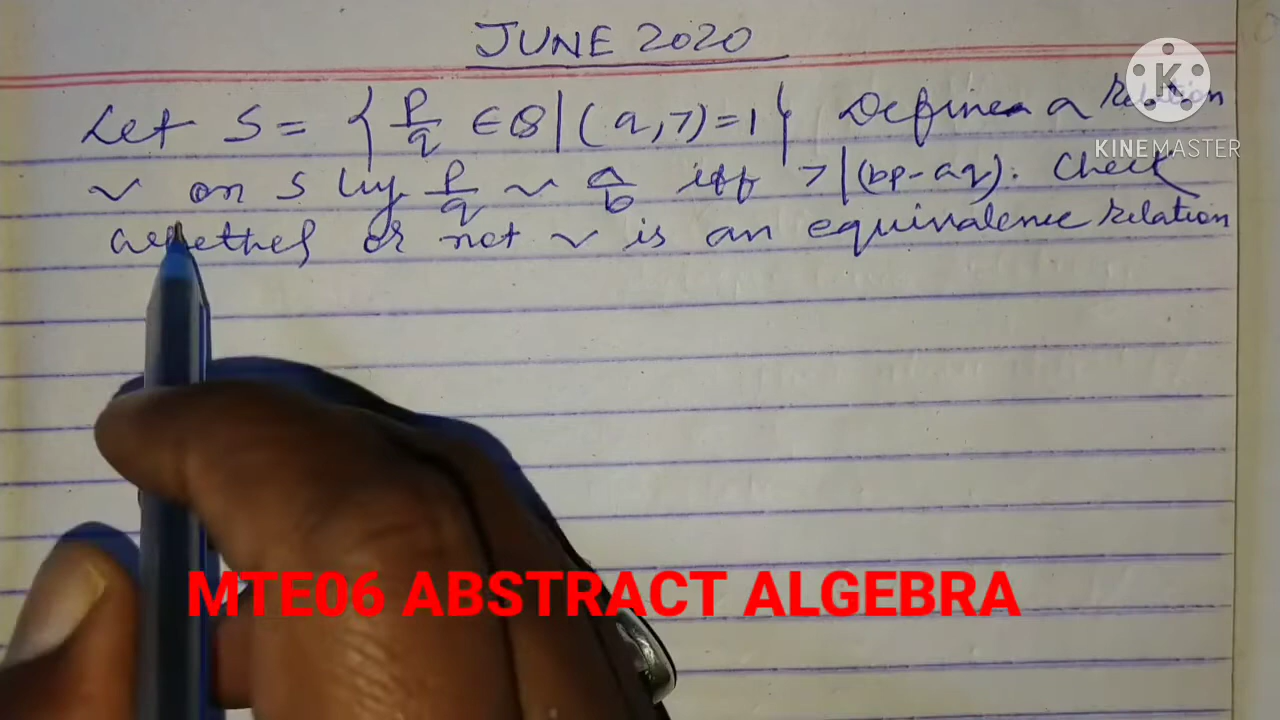 JUNE 2020
K
KINEMASTER
Let S = { p/q ∈ Q | (q,7)=1 } Define a relation
~ on S by p/q ~ a/b iff 7|(bp-aq). Check
whether or not ~ is an equivalence relation
MTE06 ABSTRACT ALGEBRA